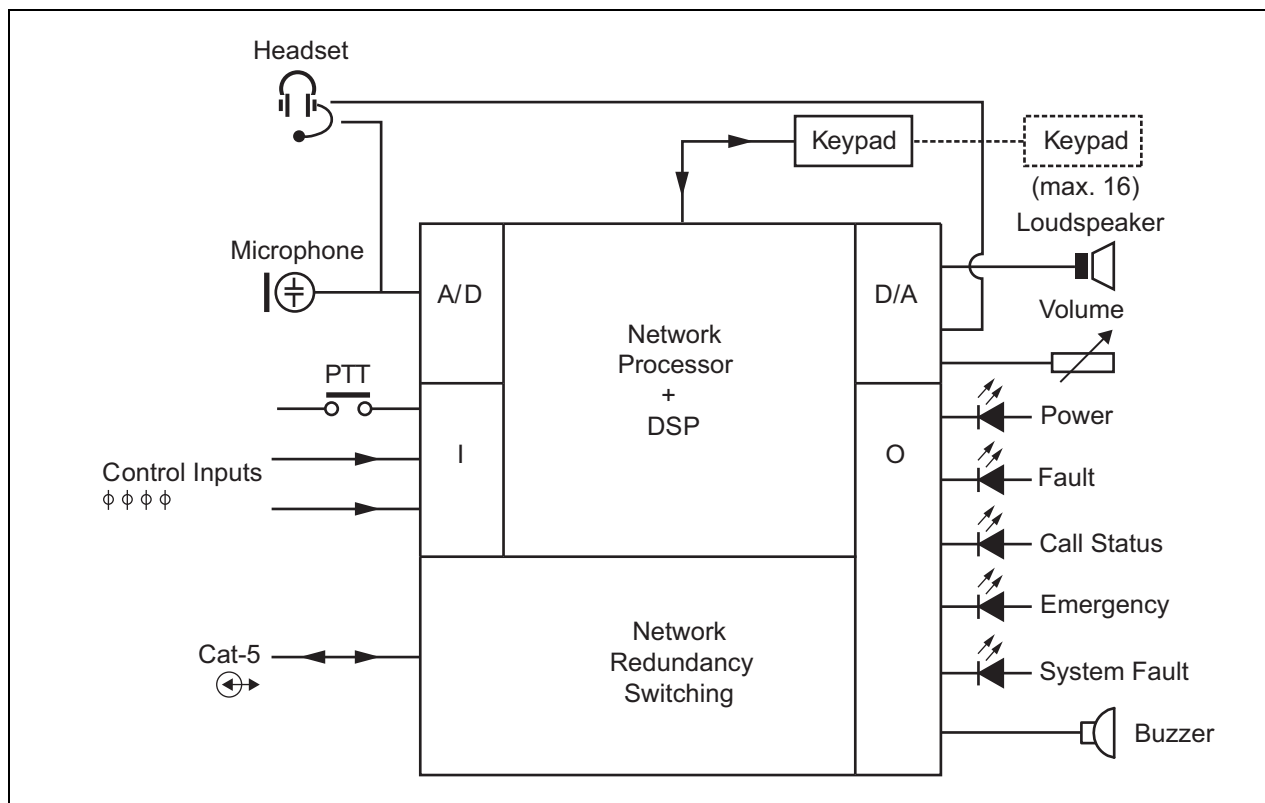 Headset
Keypad
Keypad
(max. 16)
Loudspeaker
Microphone
A/D
D/A
Volume
Network
Processor
+
DSP
PTT
Power
I
O
Control Inputs
Fault
Call Status
Emergency
Network
Redundancy
Switching
Cat-5
System Fault
Buzzer